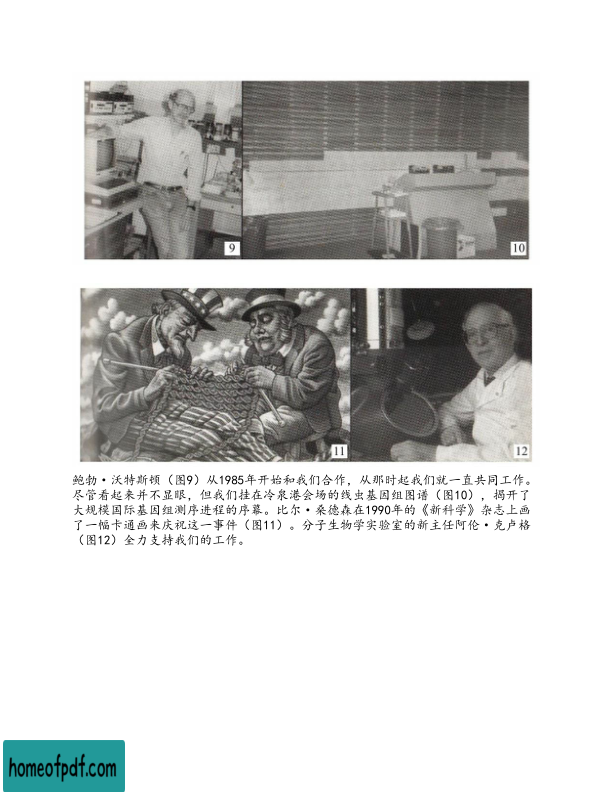 9
10
11
12
鲍勃·沃特斯顿（图9）从1985年开始和我们合作，从那时起我们就一直共同工作。
尽管看起来并不显眼，但我们挂在冷泉港会场的线虫基因组图谱（图10），揭开了
大规模国际基因组测序进程的序幕。比尔·桑德森在1990年的《新科学》杂志上画
了一幅卡通画来庆祝这一事件（图11）。分子生物学实验室的新主任阿伦·克卢格
（图12）全力支持我们的工作。
homeofpdf.com